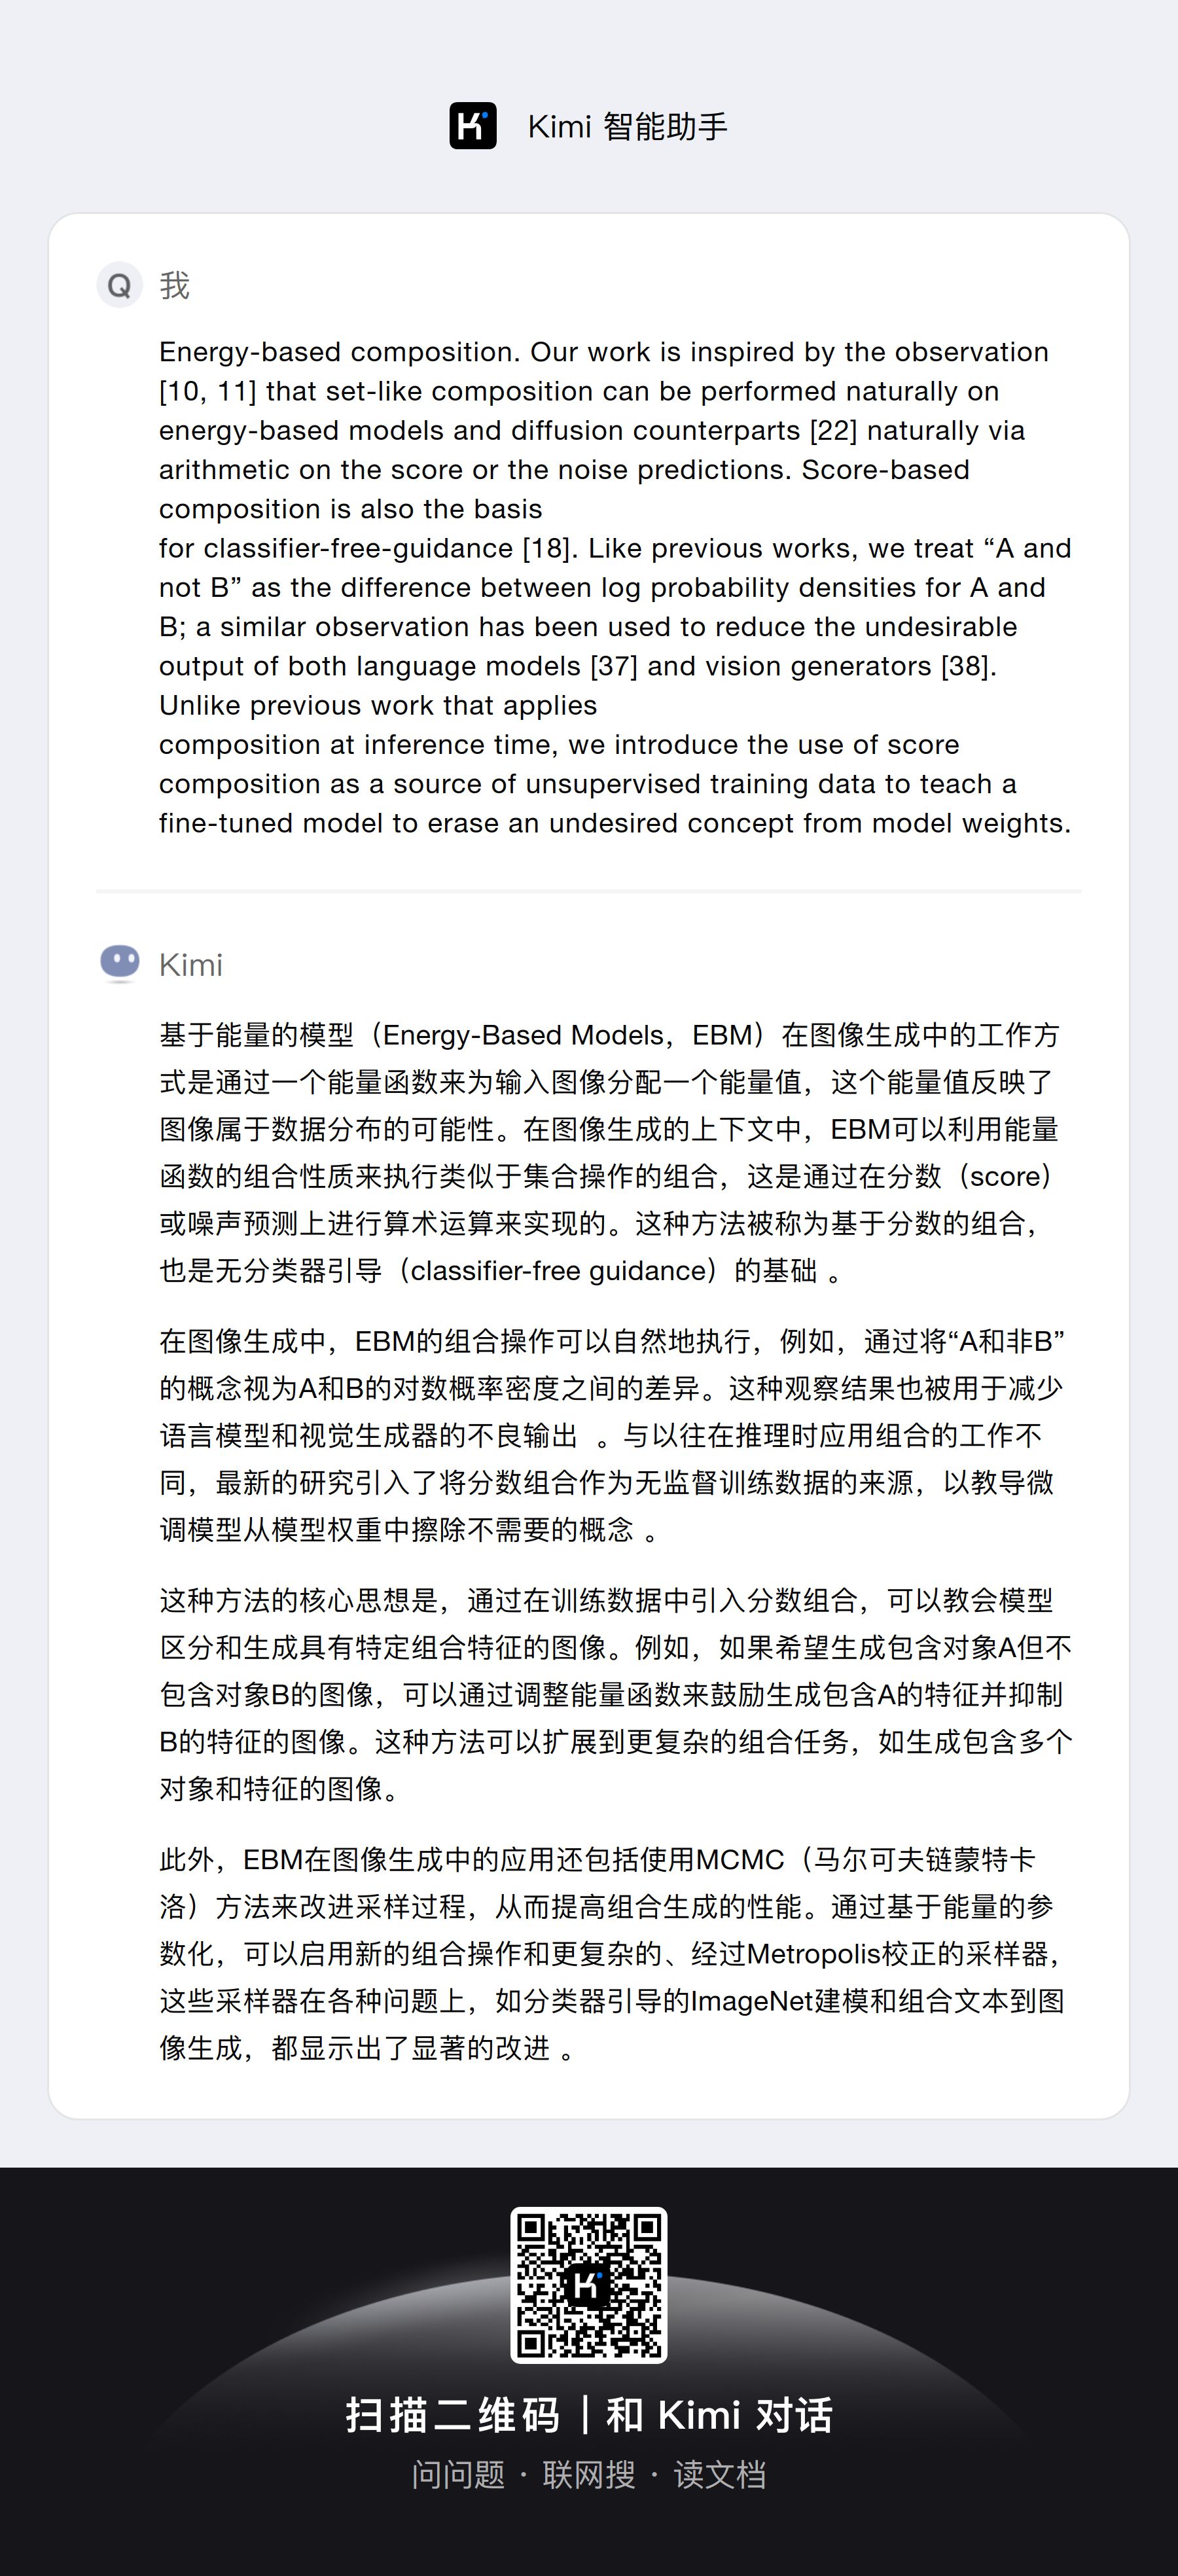 Kimi 智能助手
Q 我
Energy-based composition. Our work is inspired by the observation
[10, 11] that set-like composition can be performed naturally on
energy-based models and diffusion counterparts [22] naturally via
arithmetic on the score or the noise predictions. Score-based
composition is also the basis
for classifier-free-guidance [18]. Like previous works, we treat “A and
not B” as the difference between log probability densities for A and
B; a similar observation has been used to reduce the undesirable
output of both language models [37] and vision generators [38].
Unlike previous work that applies
composition at inference time, we introduce the use of score
composition as a source of unsupervised training data to teach a
fine-tuned model to erase an undesired concept from model weights.
Kimi
基于能量的模型（Energy-Based Models，EBM）在图像生成中的工作方
式是通过一个能量函数来为输入图像分配一个能量值，这个能量值反映了
图像属于数据分布的可能性。在图像生成的上下文中，EBM可以利用能量
函数的组合性质来执行类似于集合操作的组合，这是通过在分数（score）
或噪声预测上进行算术运算来实现的。这种方法被称为基于分数的组合，
也是无分类器引导（classifier-free guidance）的基础 。
在图像生成中，EBM的组合操作可以自然地执行，例如，通过将“A和非B”
的概念视为A和B的对数概率密度之间的差异。这种观察结果也被用于减少
语言模型和视觉生成器的不良输出 。与以往在推理时应用组合的工作不
同，最新的研究引入了将分数组合作为无监督训练数据的来源，以教导微
调模型从模型权重中擦除不需要的概念 。
这种方法的核心思想是，通过在训练数据中引入分数组合，可以教会模型
区分和生成具有特定组合特征的图像。例如，如果希望生成包含对象A但不
包含对象B的图像，可以通过调整能量函数来鼓励生成包含A的特征并抑制
B的特征的图像。这种方法可以扩展到更复杂的组合任务，如生成包含多个
对象和特征的图像。
此外，EBM在图像生成中的应用还包括使用MCMC（马尔可夫链蒙特卡
洛）方法来改进采样过程，从而提高组合生成的性能。通过基于能量的参
数化，可以启用新的组合操作和更复杂的、经过Metropolis校正的采样器，
这些采样器在各种问题上，如分类器引导的ImageNet建模和组合文本到图
像生成，都显示出了显著的改进 。
扫描二维码｜和 Kimi 对话
问问题 · 联网搜 · 读文档